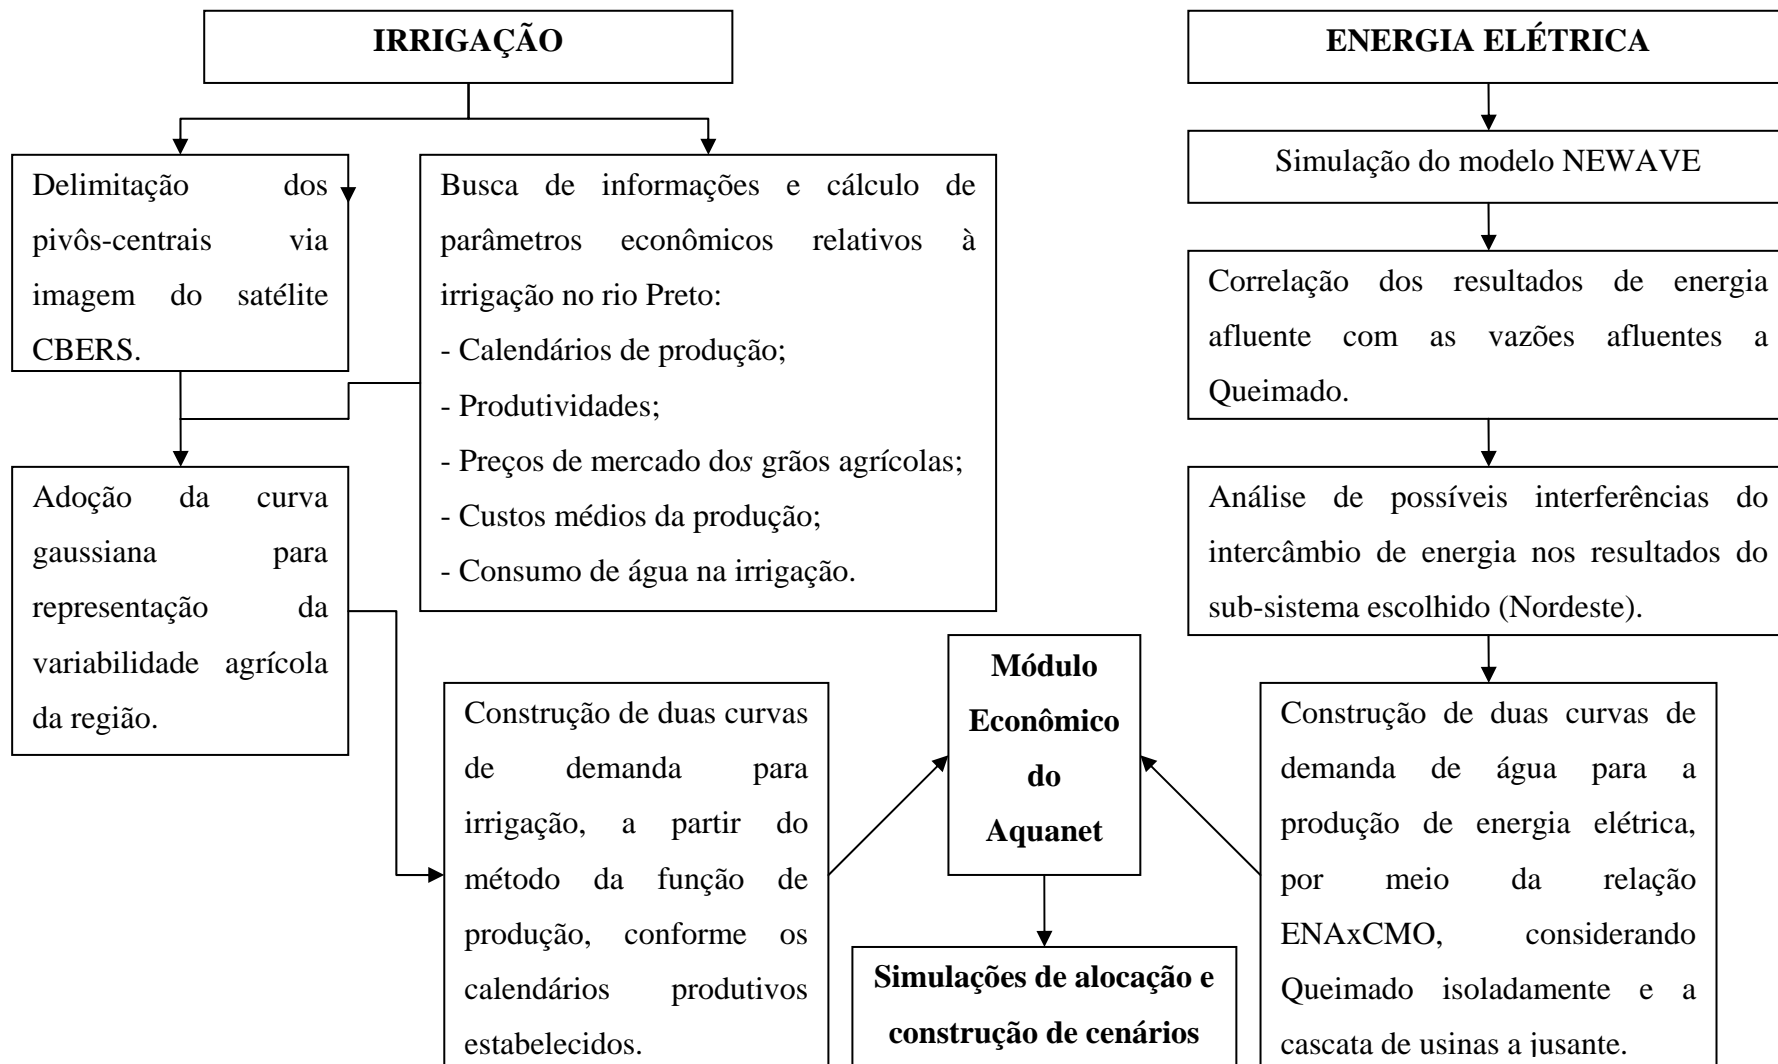 IRRIGAÇÃO
ENERGIA ELÉTRICA
Delimitação dos
pivôs-centrais via
imagem do satélite
CBERS.
Busca de informações e cálculo de
parâmetros econômicos relativos à
irrigação no rio Preto:
- Calendários de produção;
- Produtividades;
- Preços de mercado dos grãos agrícolas;
- Custos médios da produção;
- Consumo de água na irrigação.
Simulação do modelo NEWAVE
Correlação dos resultados de energia
afluente com as vazões afluentes a
Queimado.
Adoção da curva
gaussiana para
representação da
variabilidade agrícola
da região.
Análise de possíveis interferências do
intercâmbio de energia nos resultados do
sub-sistema escolhido (Nordeste).
Construção de duas curvas
de demanda para
irrigação, a partir do
método da função de
produção, conforme os
calendários produtivos
estabelecidos.
Módulo
Econômico
do
Aquanet
Construção de duas curvas de
demanda de água para a
produção de energia elétrica,
por meio da relação
ENAxCMO, considerando
Queimado isoladamente e a
cascata de usinas a jusante.
Simulações de alocação e
construção de cenários